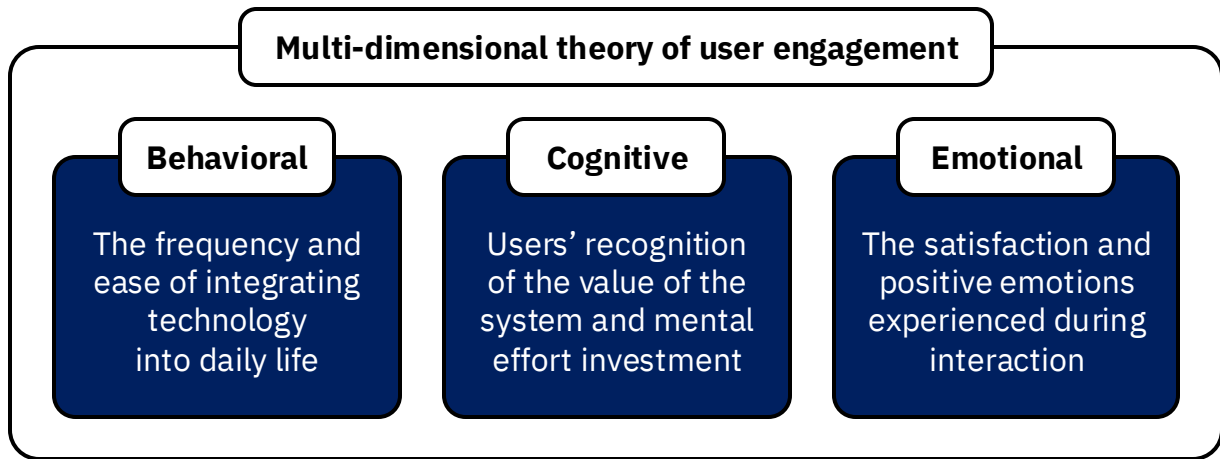 Multi-dimensional theory of user engagement
Behavioral
The frequency and
ease of integrating
technology
into daily life
Cognitive
Users’ recognition
of the value of the
system and mental
effort investment
Emotional
The satisfaction and
positive emotions
experienced during
interaction